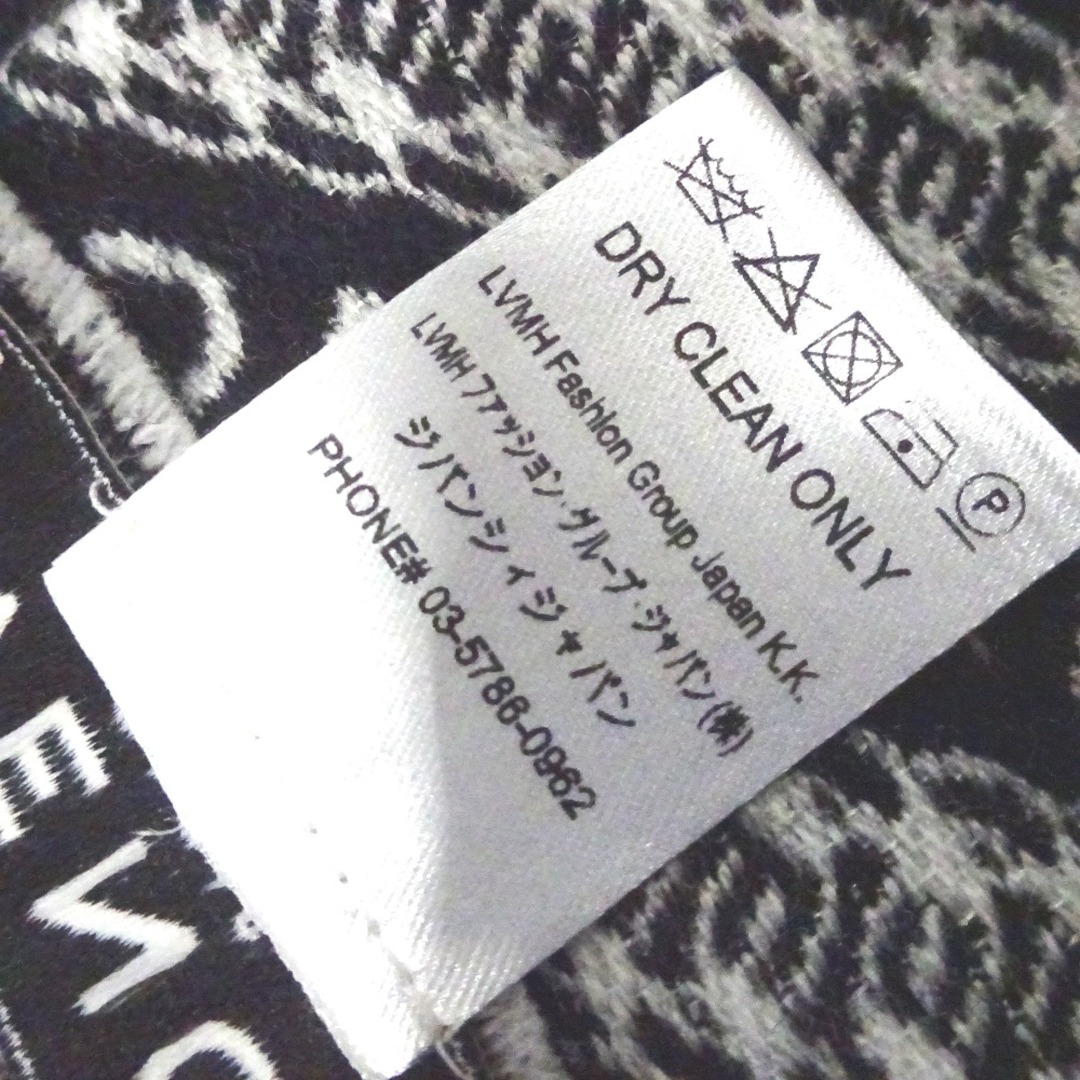 P
DRY CLEAN ONLY
LVMH Fashion Group Japan K.K.
LVMH ファッション・グループ・ジャパン(株)
ジバンシィ ジャパン
PHONE# 03-5786-0962